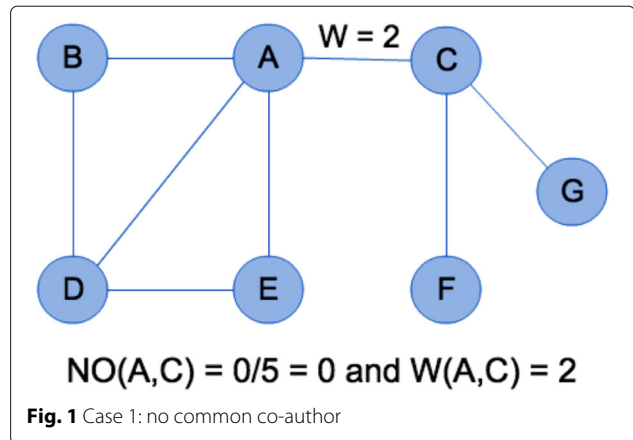 B
A
W = 2
C
G
D
E
F
NO(A,C) = 0/5 = 0 and W(A,C) = 2
Fig. 1 Case 1: no common co-author